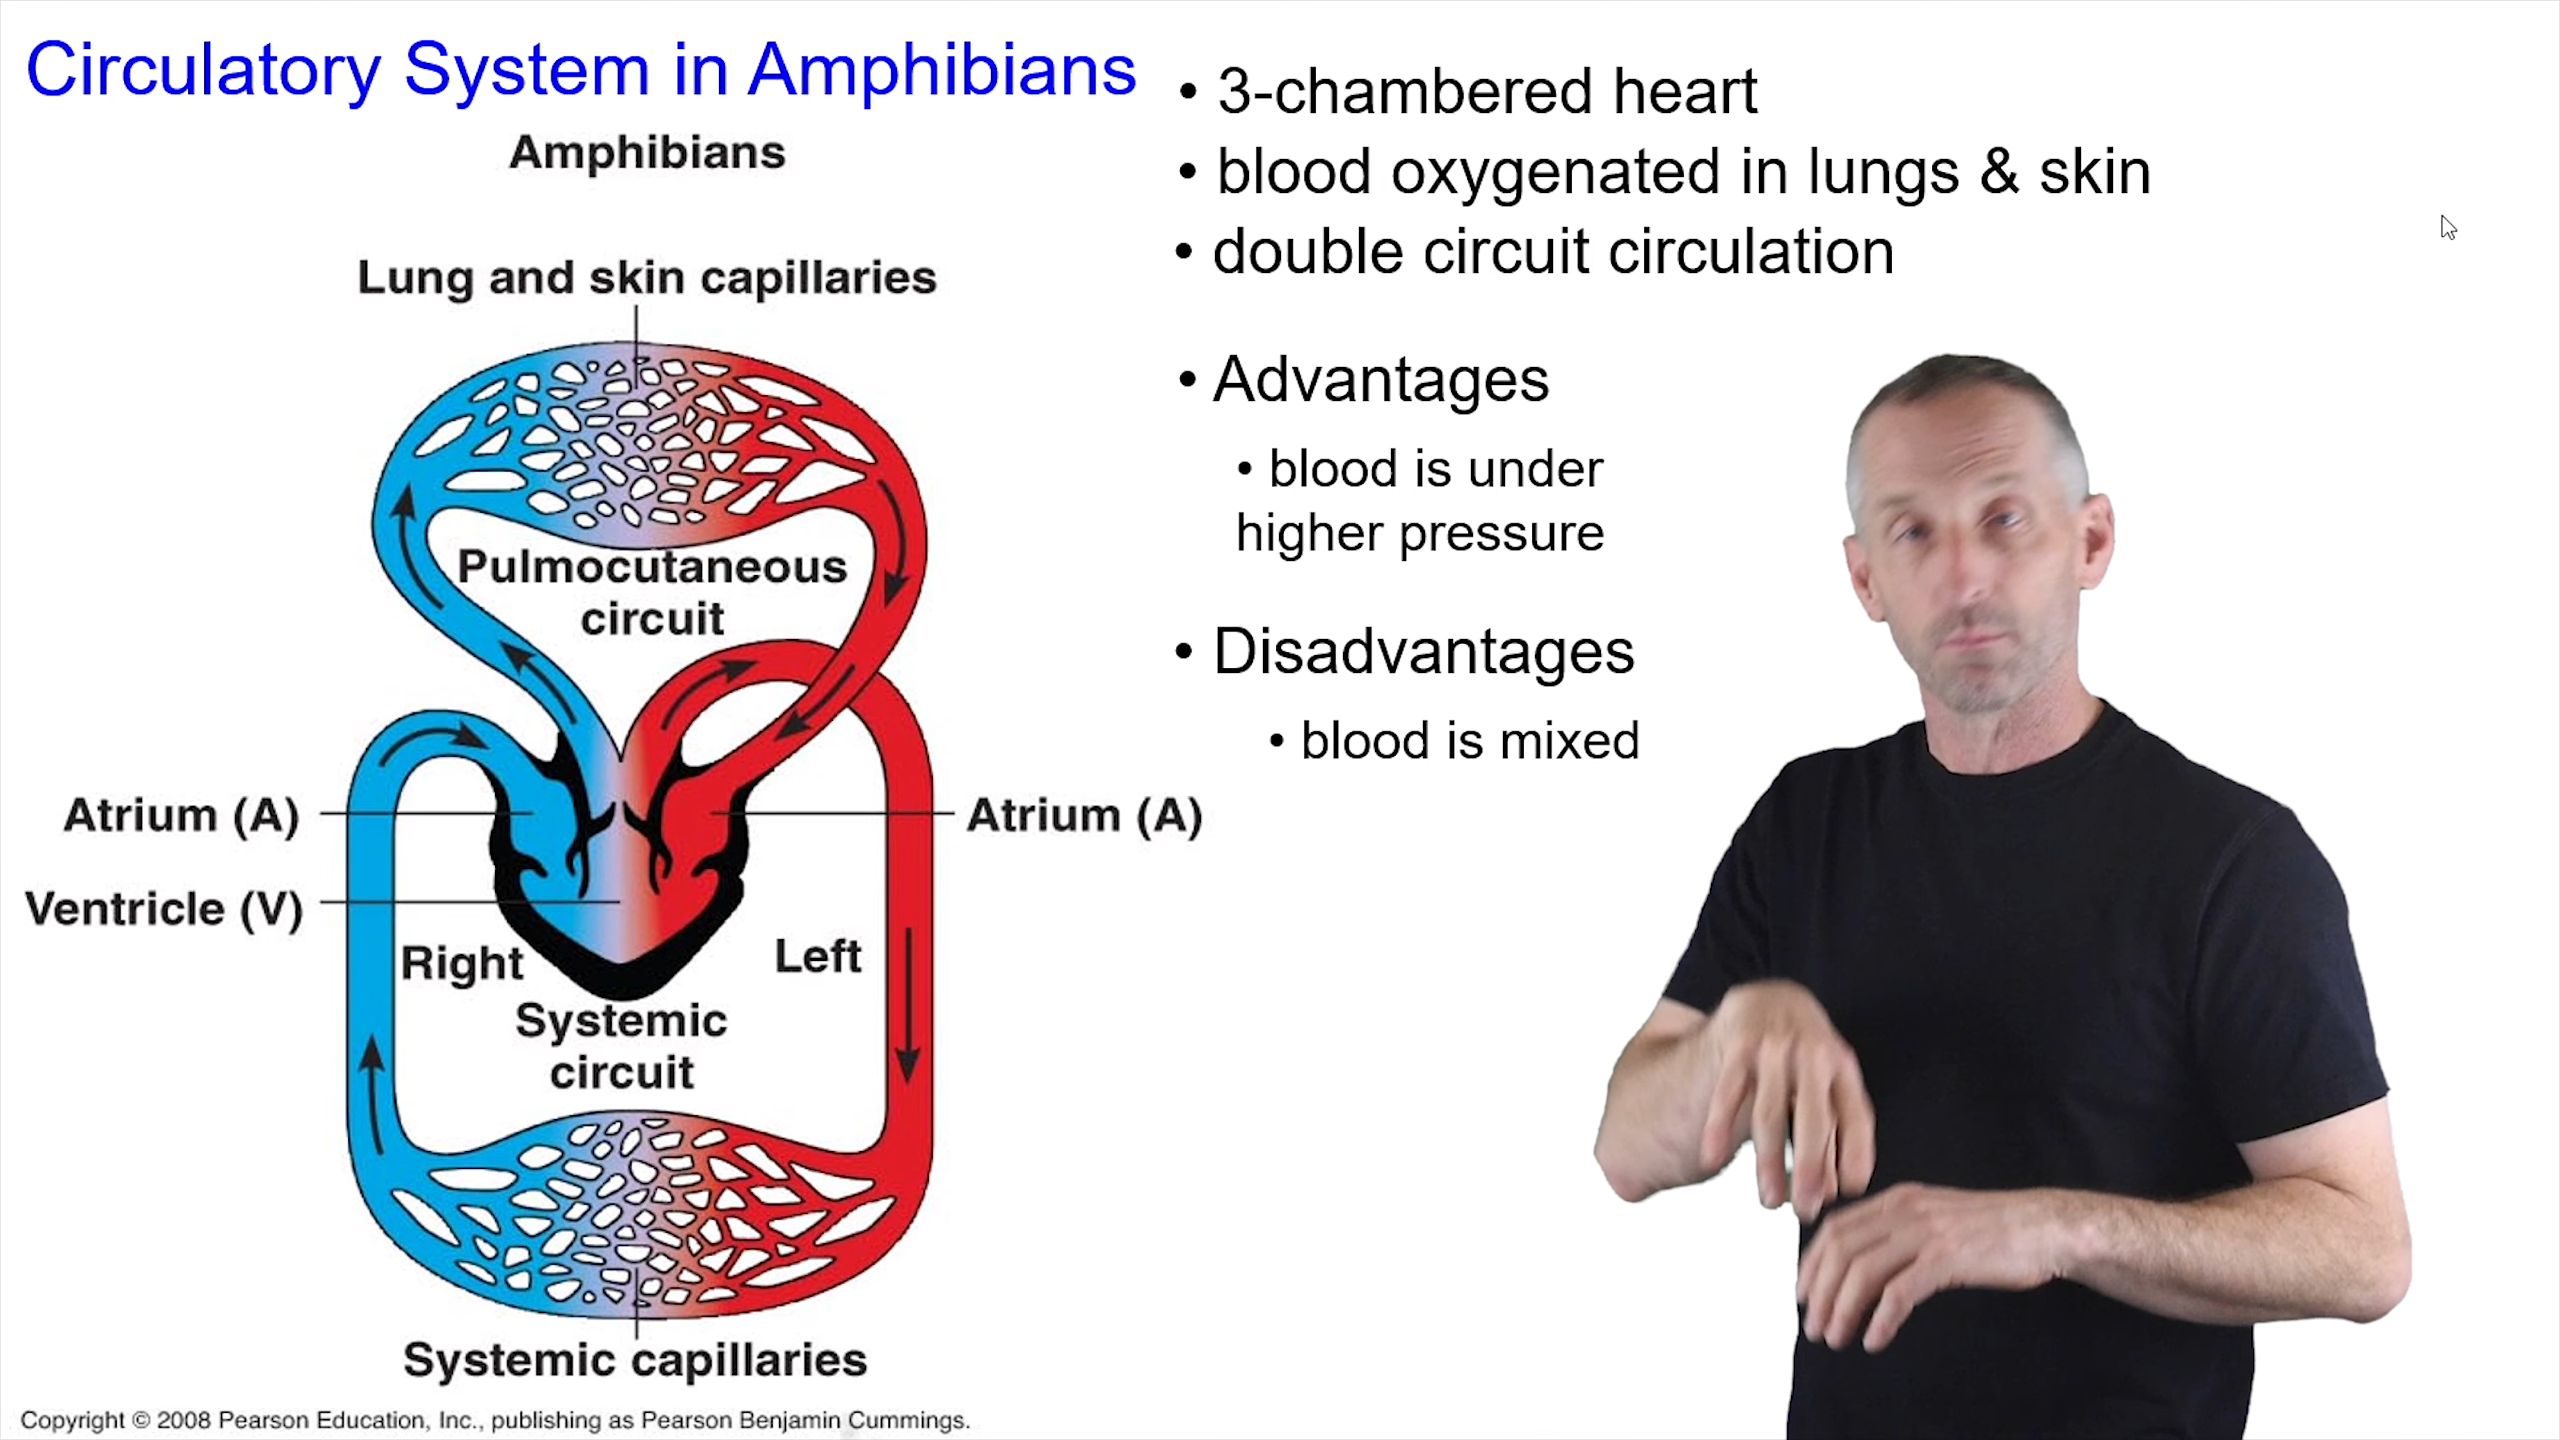 Circulatory System in Amphibians
Amphibians
Lung and skin capillaries
Pulmocutaneous
circuit
Atrium (A)
Atrium (A)
Ventricle (V)
Right
Left
Systemic
circuit
Systemic capillaries
Copyright © 2008 Pearson Education, Inc., publishing as Pearson Benjamin Cummings.
• 3-chambered heart
• blood oxygenated in lungs & skin
• double circuit circulation
• Advantages
• blood is under
higher pressure
• Disadvantages
• blood is mixed